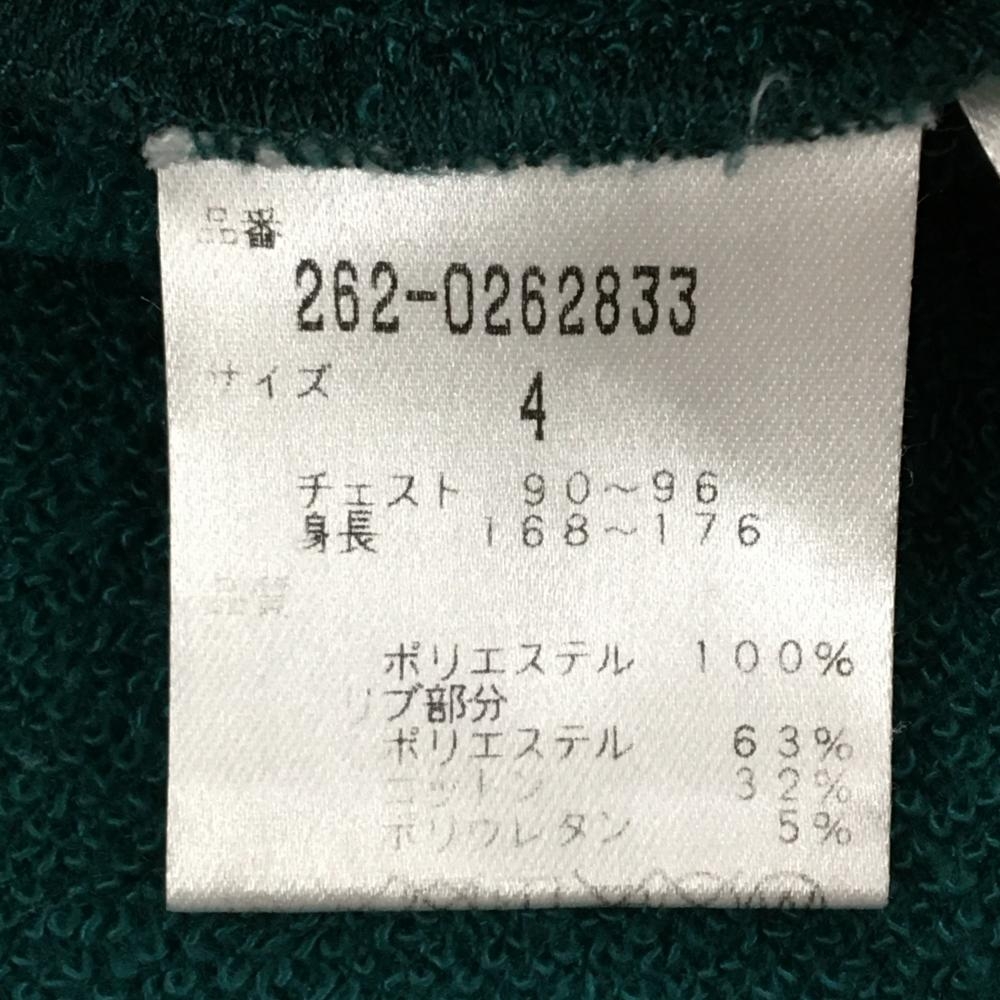 品番
262-0262833
サイズ 4
チェスト 90～96
身長 168～176
品質
ポリエステル 100%
リブ部分
ポリエステル 63%
コットン 32%
ポリウレタン 5%